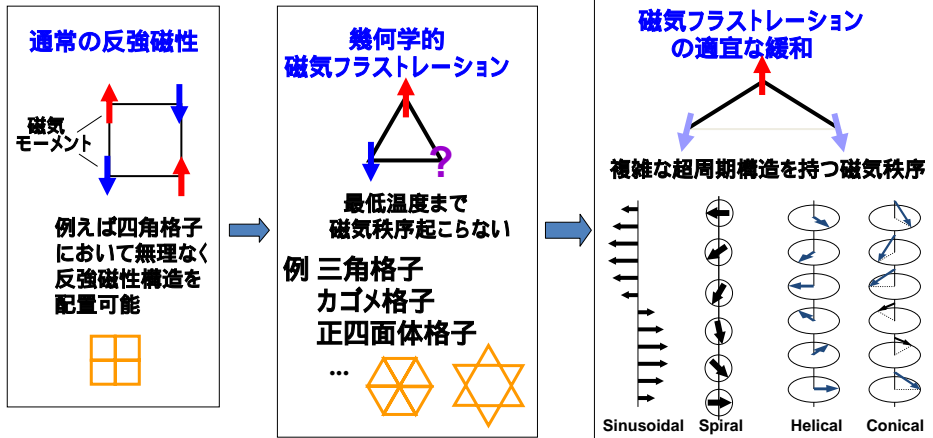 通常の反強磁性
磁気
モーメント
例えば四角格子
において無理なく
反強磁性構造を
配置可能
幾何学的
磁気フラストレーション
?
最低温度まで
磁気秩序起こらない
例 三角格子
カゴメ格子
正四面体格子
...
磁気フラストレーション
の適宜な緩和
複雑な超周期構造を持つ磁気秩序
Sinusoidal Spiral Helical Conical